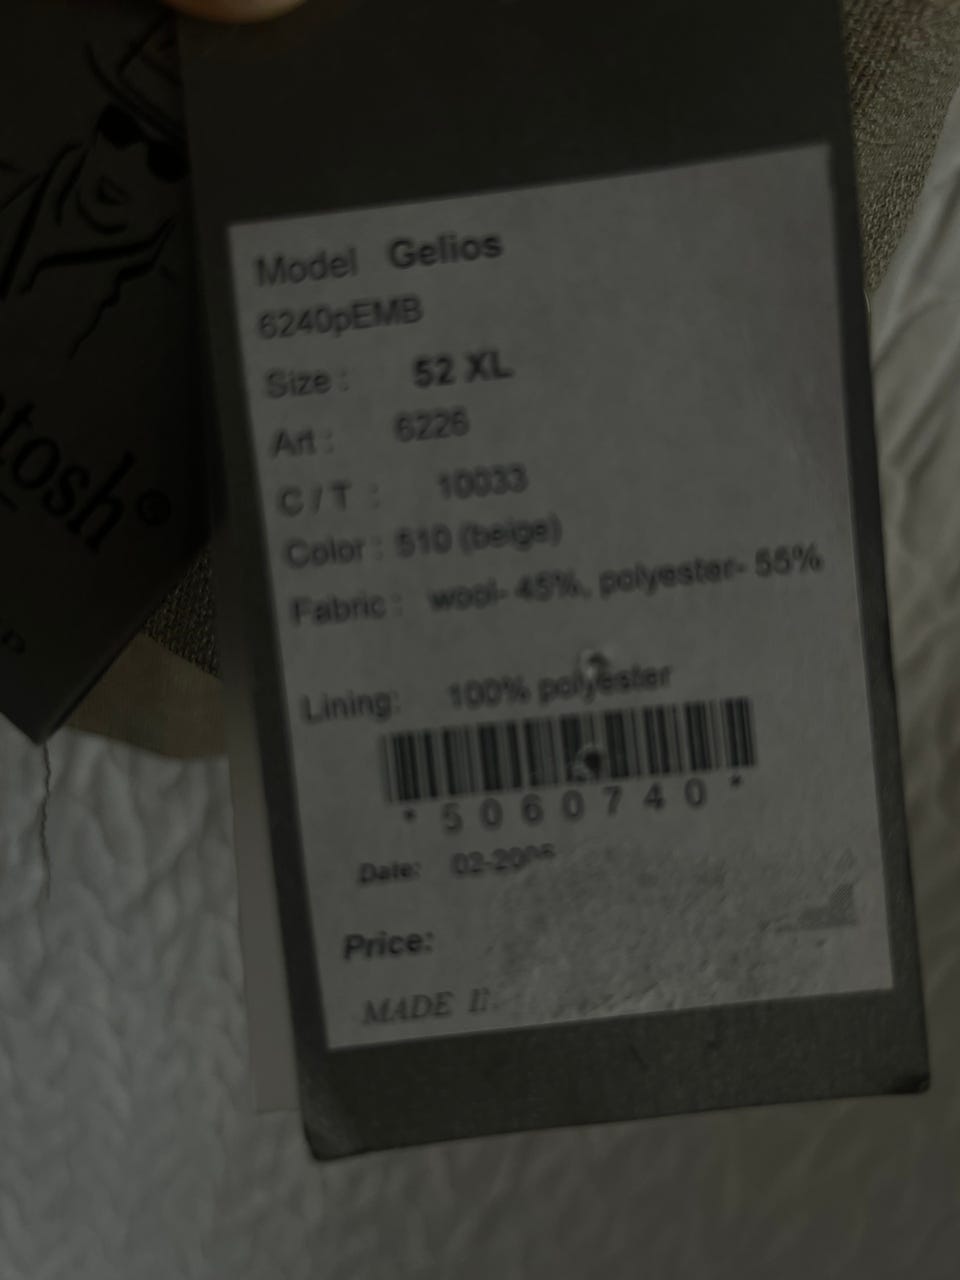 Model Gelios
6240pEMB
Size : 52 XL
Art : 6226
C / T : 10033
Color : 510 (beige)
Fabric : wool- 45%, polyester- 55%
Lining: 100% polyester
* 5 0 6 0 7 4 0 *
Date:
Price:
MADE
tosh®